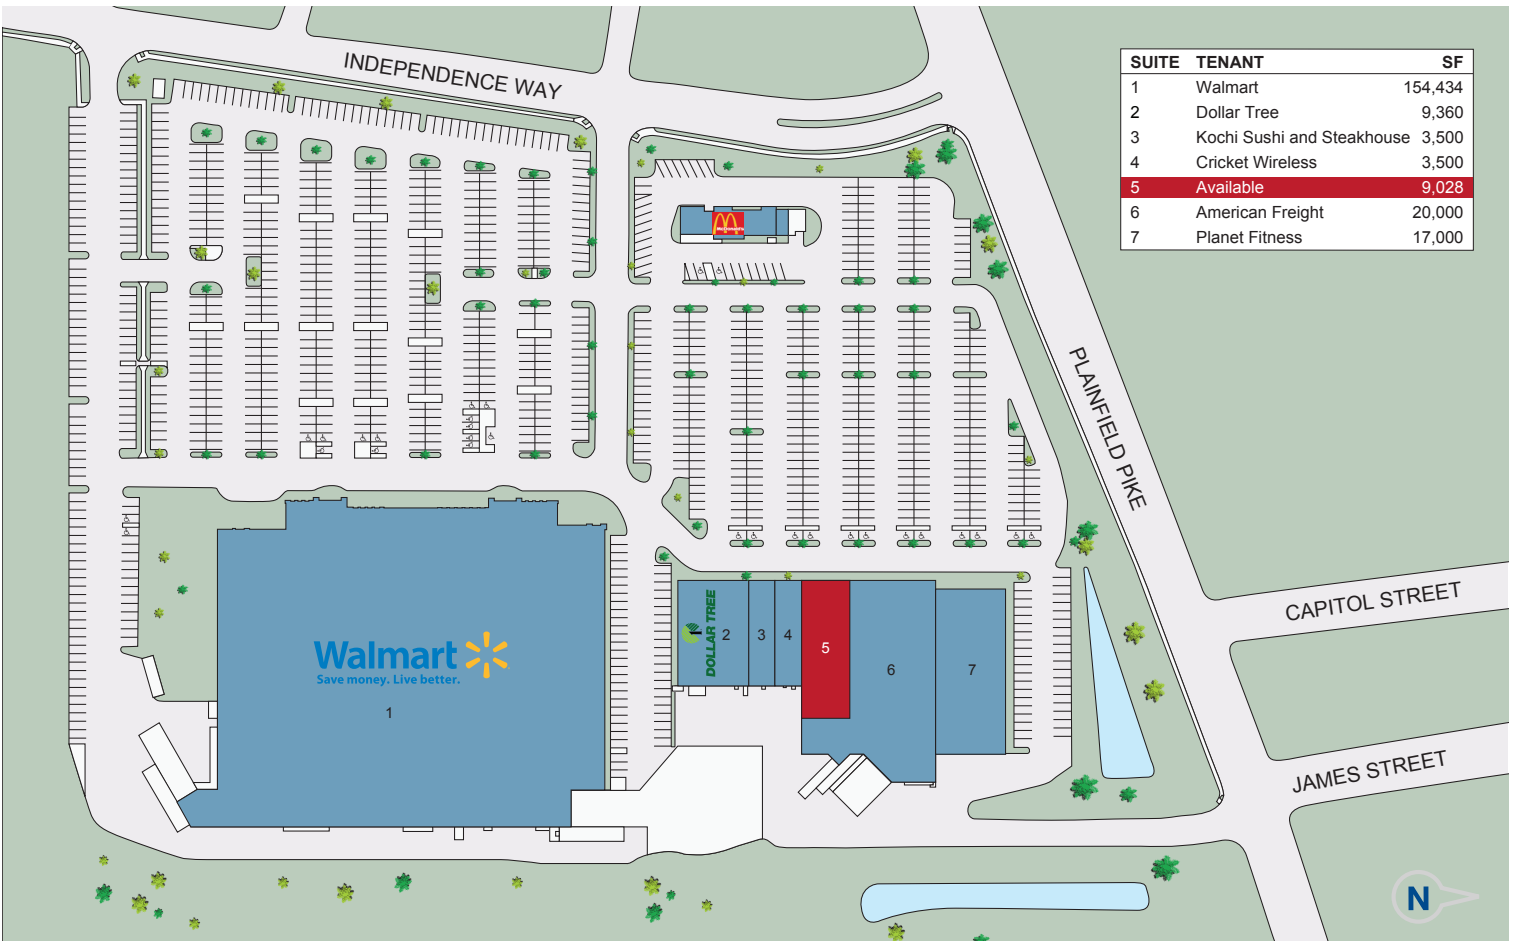 INDEPENDENCE WAY
SUITE TENANT SF
1 Walmart 154,434
2 Dollar Tree 9,360
3 Kochi Sushi and Steakhouse 3,500
4 Cricket Wireless 3,500
5 Available 9,028
6 American Freight 20,000
7 Planet Fitness 17,000
McDonald's
PLAINFIELD PIKE
CAPITOL STREET
JAMES STREET
Walmart
Save money. Live better.
1
DOLLAR TREE
2
3
4
5
6
7
N